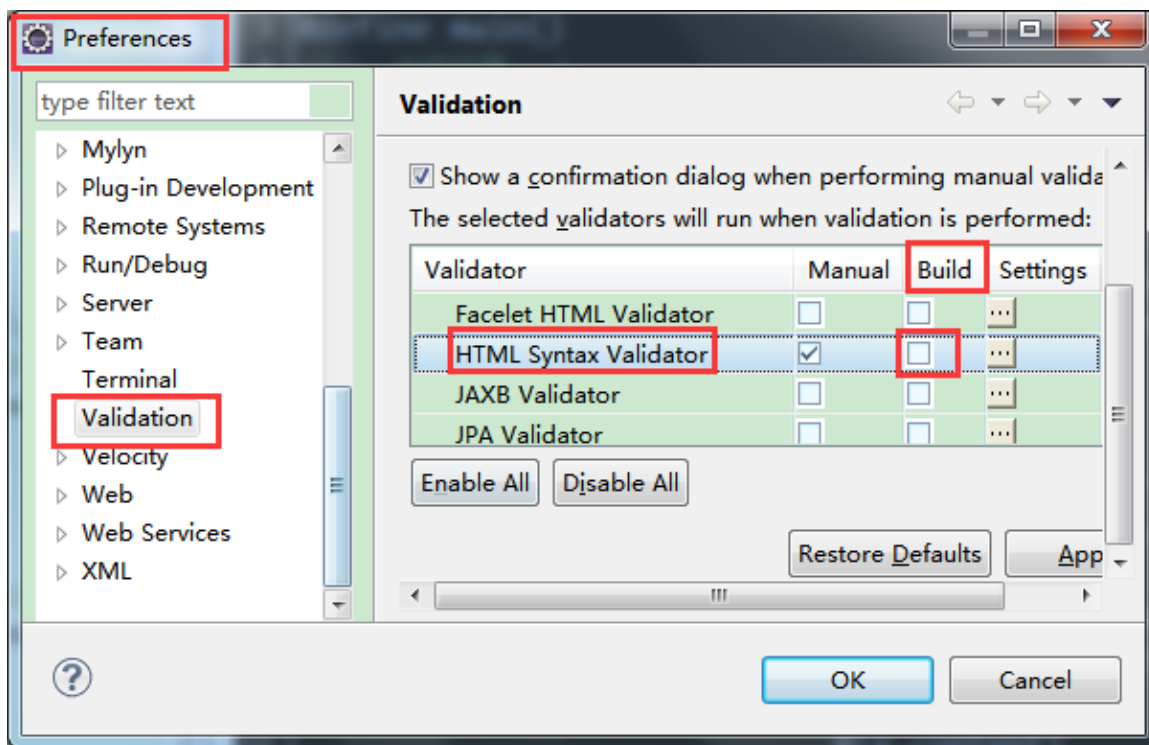 Preferences
type filter text
Mylyn
Plug-in Development
Remote Systems
Run/Debug
Server
Team
Terminal
Validation
Velocity
Web
Web Services
XML
Validation
Show a confirmation dialog when performing manual valida
The selected validators will run when validation is performed:
Validator Manual Build Settings
Facelet HTML Validator ...
HTML Syntax Validator ...
JAXB Validator ...
JPA Validator ...
Enable All Disable All
Restore Defaults App
? OK Cancel